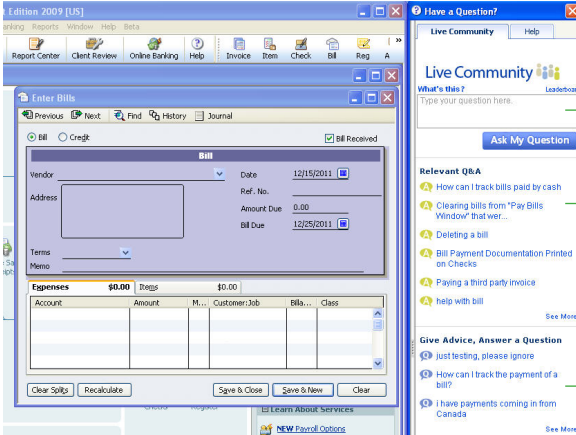 Edition 2009 [US]
anking Reports Window Help Beta
Report Center Client Review Online Banking Help Invoice Item Check Bill Reg A »
Enter Bills
Previous Next Find History Journal
Bill Credit Bill Received
Bill
Vendor Date 12/15/2011
Ref. No.
Address
Amount Due 0.00
Bill Due 12/25/2011
Terms
Memo
Expenses $0.00 Items $0.00
Account Amount M... Customer:Job Billa... Class
Clear Splits Recalculate Save & Close Save & New Clear
Learn About Services
NEW Payroll Options
Have a Question?
Live Community Help
Live Community
What's this? Leaderboar
Type your question here.
Ask My Question
Relevant Q&A
How can I track bills paid by cash
Clearing bills from "Pay Bills
Window" that wer...
Deleting a bill
Bill Payment Documentation Printed
on Checks
Paying a third party invoice
help with bill
See More
Give Advice, Answer a Question
just testing, please ignore
How can I track the payment of a
bill?
i have payments coming in from
Canada
See More